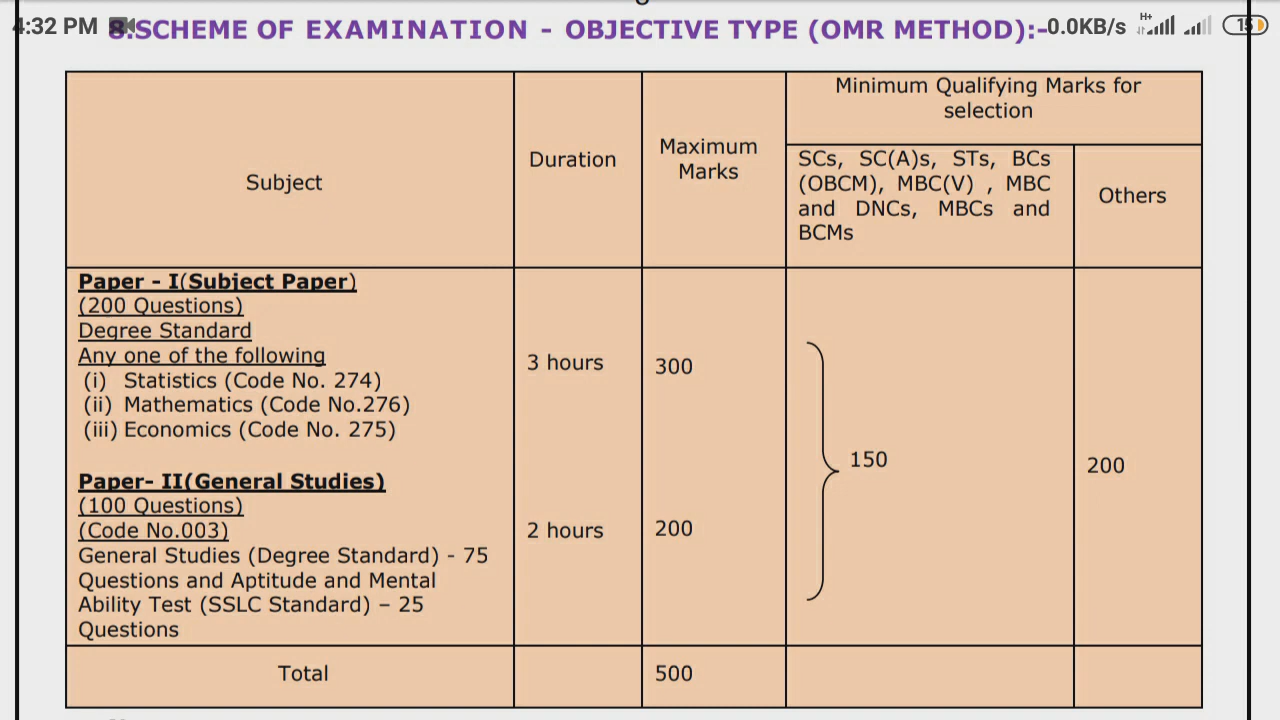 4:32 PM
0.0KB/s H+ 15
8.SCHEME OF EXAMINATION - OBJECTIVE TYPE (OMR METHOD):-
Subject
Duration
Maximum
Marks
Minimum Qualifying Marks for
selection
SCs, SC(A)s, STs, BCs
(OBCM), MBC(V) , MBC
and DNCs, MBCs and
BCMs
Others
Paper - I(Subject Paper)
(200 Questions)
Degree Standard
Any one of the following
(i) Statistics (Code No. 274)
(ii) Mathematics (Code No.276)
(iii) Economics (Code No. 275)
3 hours
300
Paper- II(General Studies)
(100 Questions)
(Code No.003)
General Studies (Degree Standard) - 75
Questions and Aptitude and Mental
Ability Test (SSLC Standard) – 25
Questions
2 hours
200
150
200
Total
500